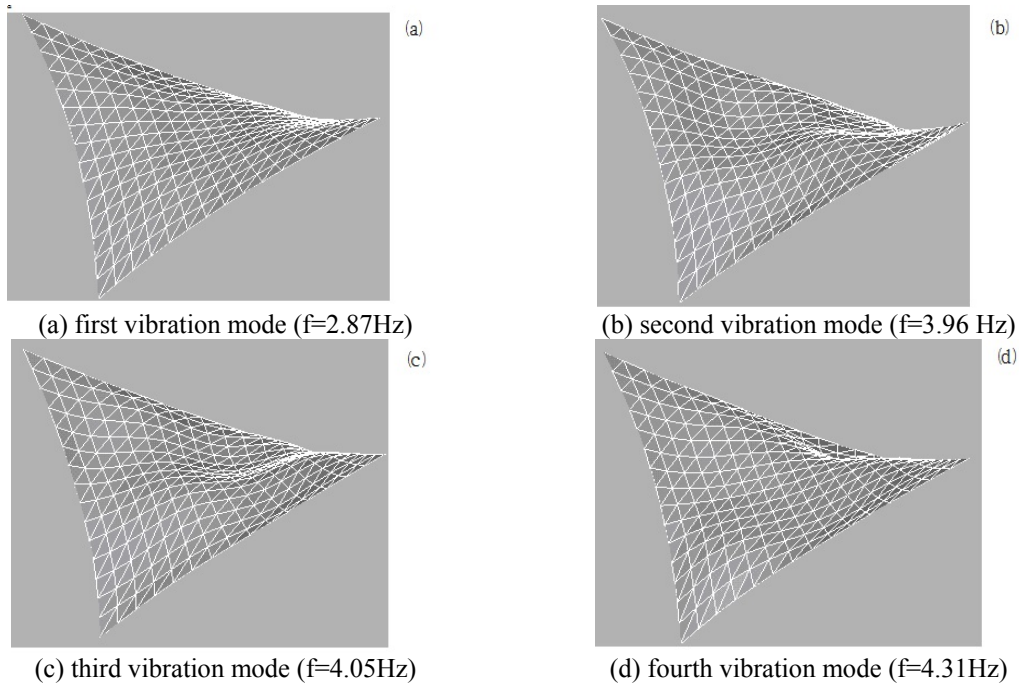 (a)
(b)
(a) first vibration mode (f=2.87Hz)
(b) second vibration mode (f=3.96 Hz)
(c)
(d)
(c) third vibration mode (f=4.05Hz)
(d) fourth vibration mode (f=4.31Hz)